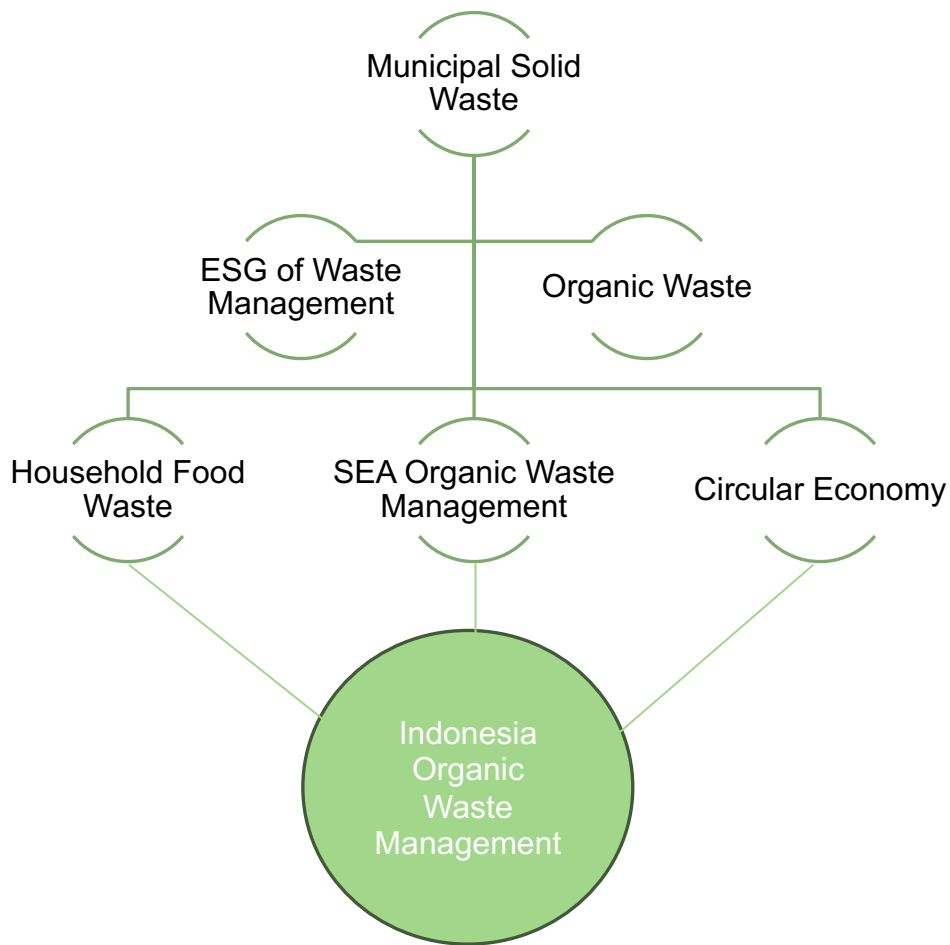 Municipal Solid
Waste
ESG of Waste
Management
Organic Waste
Household Food
Waste
SEA Organic Waste
Management
Circular Economy
Indonesia
Organic
Waste
Management